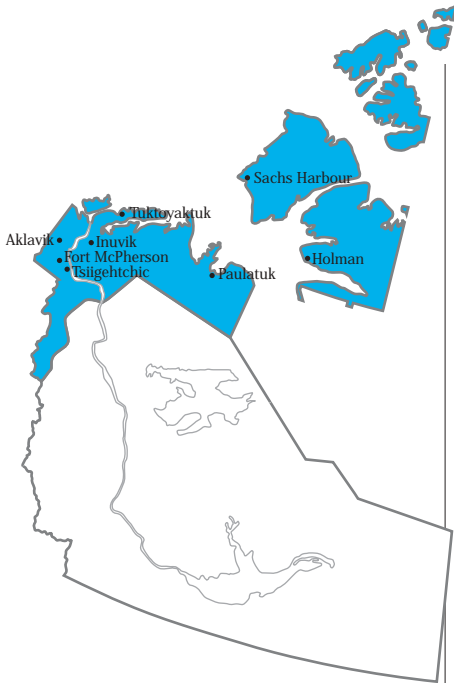 Sachs Harbour
Tuktoyaktuk
Aklavik
Inuvik
Fort McPherson
Holman
Tsiigehtchic
Paulatuk